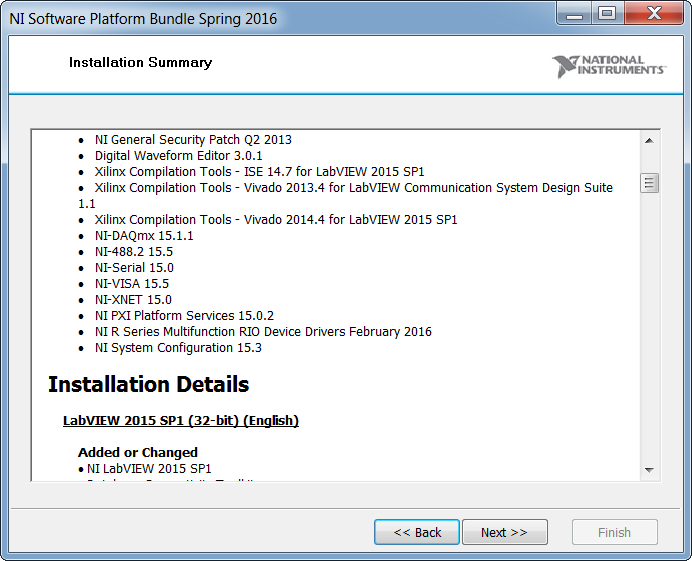 NI Software Platform Bundle Spring 2016
Installation Summary
NATIONAL
INSTRUMENTS™
• NI General Security Patch Q2 2013
• Digital Waveform Editor 3.0.1
• Xilinx Compilation Tools - ISE 14.7 for LabVIEW 2015 SP1
• Xilinx Compilation Tools - Vivado 2013.4 for LabVIEW Communication System Design Suite
1.1
• Xilinx Compilation Tools - Vivado 2014.4 for LabVIEW 2015 SP1
• NI-DAQmx 15.1.1
• NI-488.2 15.5
• NI-Serial 15.0
• NI-VISA 15.5
• NI-XNET 15.0
• NI PXI Platform Services 15.0.2
• NI R Series Multifunction RIO Device Drivers February 2016
• NI System Configuration 15.3
Installation Details
LabVIEW 2015 SP1 (32-bit) (English)
Added or Changed
• NI LabVIEW 2015 SP1
<< Back
Next >>
Finish